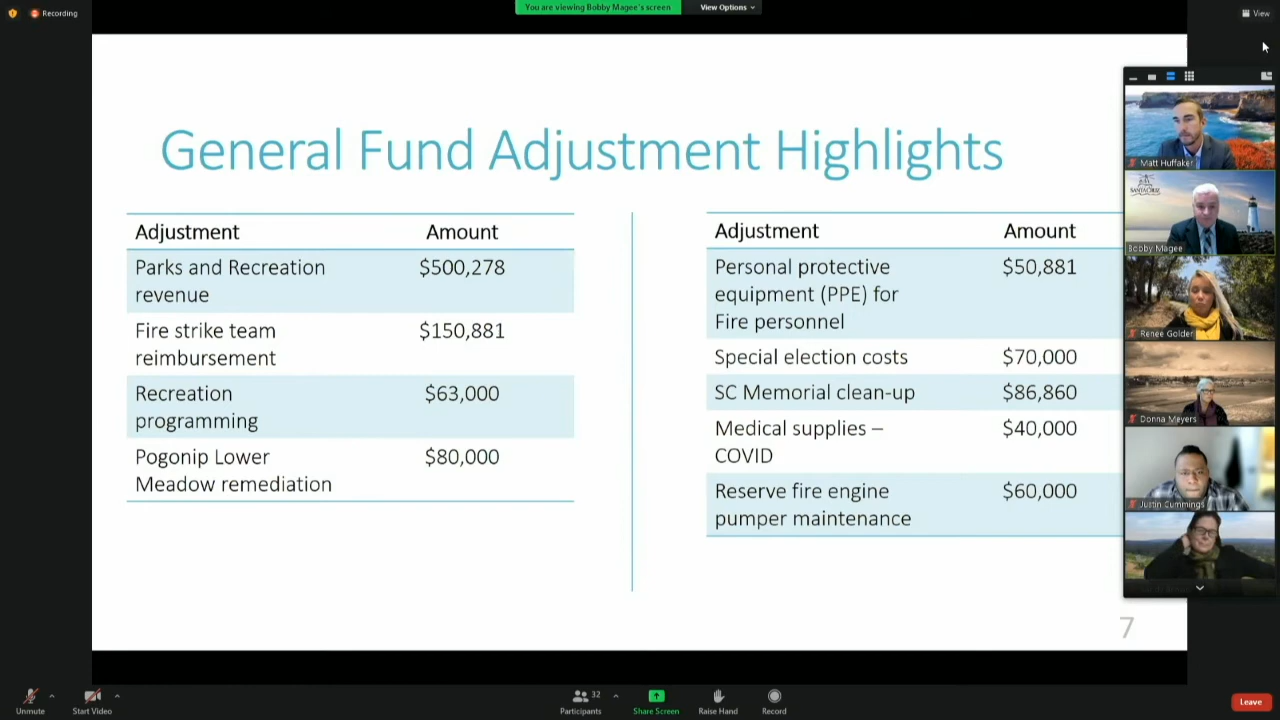 Recording
You are viewing Bobby Magee's screen
View Options
View
General Fund Adjustment Highlights
Adjustment Amount
Parks and Recreation $500,278
revenue
Fire strike team $150,881
reimbursement
Recreation $63,000
programming
Pogonip Lower $80,000
Meadow remediation
Adjustment Amount
Personal protective $50,881
equipment (PPE) for
Fire personnel
Special election costs $70,000
SC Memorial clean-up $86,860
Medical supplies – $40,000
COVID
Reserve fire engine $60,000
pumper maintenance
7
Matt Huffaker
SANTA CRUZ
Bobby Magee
Renee Golder
Donna Meyers
Justin Cummings
Unmute
Start Video
32
Participants
Share Screen
Raise Hand
Record
Leave